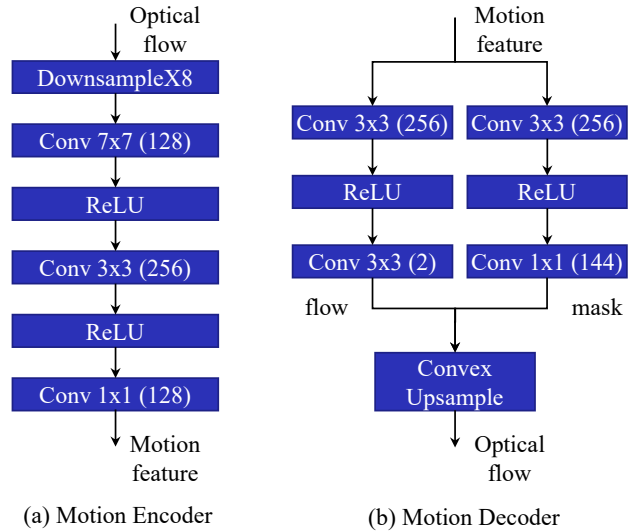 Optical
flow
DownsampleX8
Conv 7x7 (128)
ReLU
Conv 3x3 (256)
ReLU
Conv 1x1 (128)
Motion
feature
(a) Motion Encoder
Motion
feature
Conv 3x3 (256)
Conv 3x3 (256)
ReLU
ReLU
Conv 3x3 (2)
Conv 1x1 (144)
flow
mask
Convex
Upsample
Optical
flow
(b) Motion Decoder